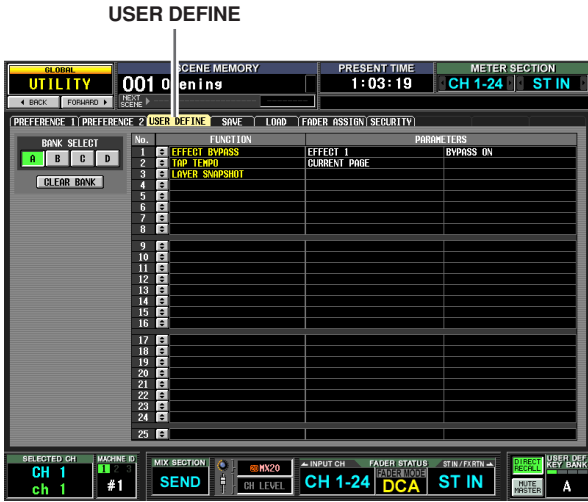 USER DEFINE
GLOBAL SCENE MEMORY PRESENT TIME METER SECTION
UTILITY 001 Opening 1:03:19 CH 1-24 ST IN
BACK FORWARD NEXT SCENE
PREFERENCE 1 PREFERENCE 2 USER DEFINE SAVE LOAD FADER ASSIGN SECURITY
BANK SELECT
A B C D
CLEAR BANK
No. FUNCTION PARAMETERS
1 EFFECT BYPASS EFFECT 1 BYPASS ON
2 TAP TEMPO CURRENT PAGE
3 LAYER SNAPSHOT
4
5
6
7
8
9
10
11
12
13
14
15
16
17
18
19
20
21
22
23
24
25
SELECTED CH MACHINE ID MIX SECTION INPUT CH FADER STATUS ST IN/FX RTN DIRECT RECALL USER DEF KEY BANK
CH 1 1 2 3 SEND MX20 CH 1-24 FADER MODE ST IN
ch 1 #1 CH LEVEL DCA MUTE MASTER A